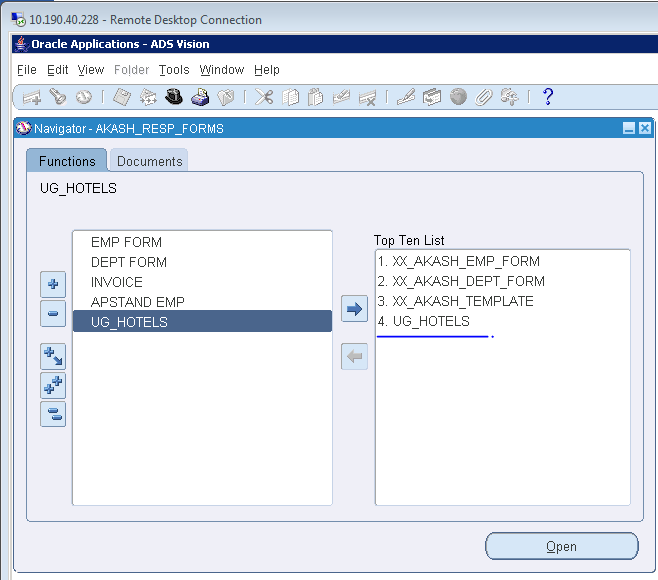 10.190.40.228 - Remote Desktop Connection
Oracle Applications - ADS Vision
File Edit View Folder Tools Window Help
?
Navigator - AKASH_RESP_FORMS
Functions Documents
UG_HOTELS
EMP FORM
DEPT FORM
INVOICE
APSTAND EMP
UG_HOTELS
Top Ten List
1. XX_AKASH_EMP_FORM
2. XX_AKASH_DEPT_FORM
3. XX_AKASH_TEMPLATE
4. UG_HOTELS
Open